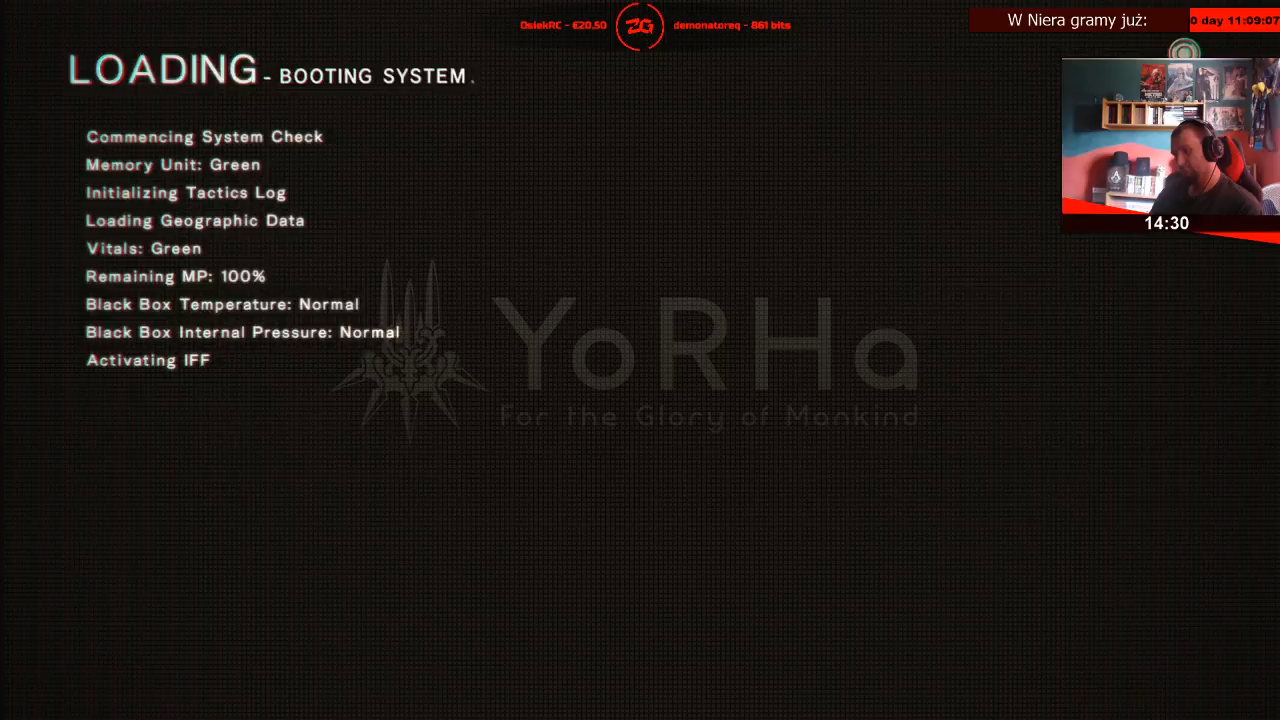 OsiekRC - €20.50
ZG
demonatoreq - 861 bits
W Niera gramy już:
0 day 11:09:07
LOADING - BOOTING SYSTEM.
Commencing System Check
Memory Unit: Green
Initializing Tactics Log
Loading Geographic Data
Vitals: Green
Remaining MP: 100%
Black Box Temperature: Normal
Black Box Internal Pressure: Normal
Activating IFF
14:30
YoRHa
For the Glory of Mankind